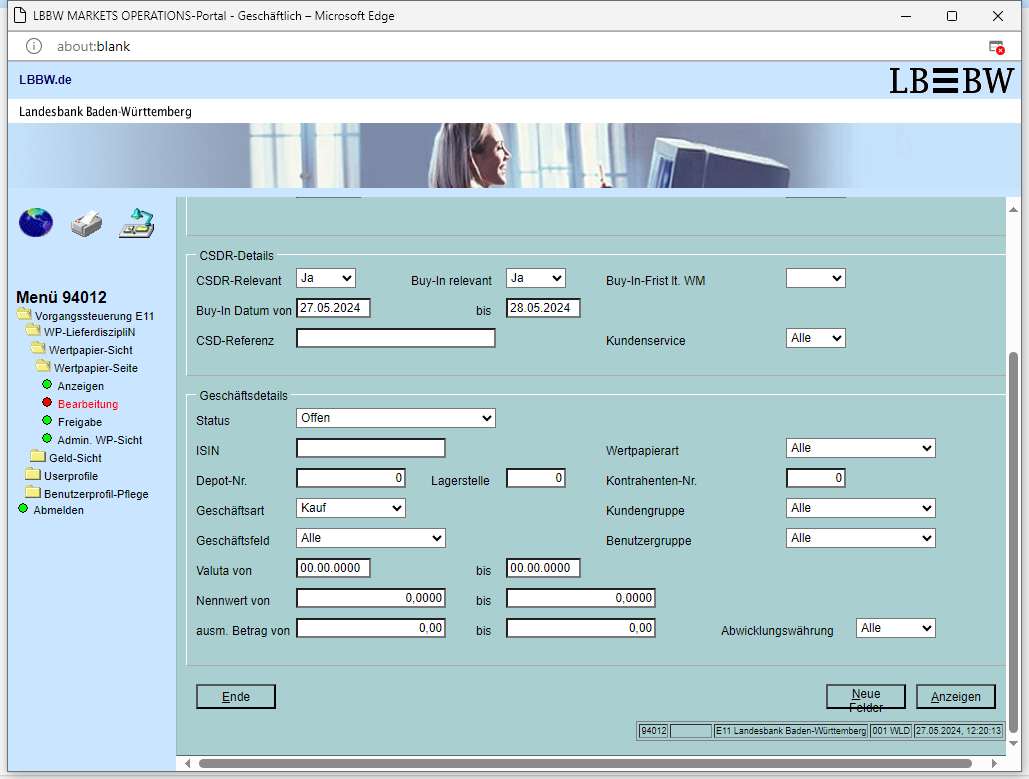 LBBW MARKETS OPERATIONS-Portal - Geschäftlich – Microsoft Edge
about:blank
LBBW.de
LB≡BW
Landesbank Baden-Württemberg
Menü 94012
Vorgangssteuerung E11
WP-LieferdiszipliN
Wertpapier-Sicht
Wertpapier-Seite
Anzeigen
Bearbeitung
Freigabe
Admin. WP-Sicht
Geld-Sicht
Userprofile
Benutzerprofil-Pflege
Abmelden
CSDR-Details
CSDR-Relevant Ja Buy-In relevant Ja Buy-In-Frist lt. WM
Buy-In Datum von 27.05.2024 bis 28.05.2024
CSD-Referenz Kundenservice Alle
Geschäftsdetails
Status Offen
ISIN Wertpapierart Alle
Depot-Nr. 0 Lagerstelle 0 Kontrahenten-Nr. 0
Geschäftsart Kauf Kundengruppe Alle
Geschäftsfeld Alle Benutzergruppe Alle
Valuta von 00.00.0000 bis 00.00.0000
Nennwert von 0,0000 bis 0,0000
ausm. Betrag von 0,00 bis 0,00 Abwicklungswährung Alle
Ende Neue Felder Anzeigen
94012 E11 Landesbank Baden-Württemberg 001 WLD 27.05.2024, 12:20:13